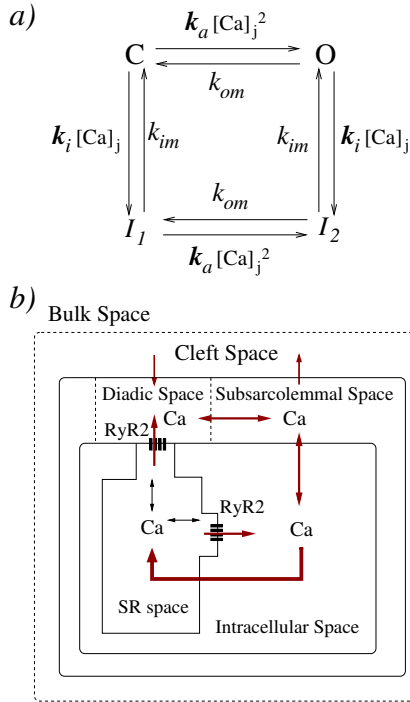 a)
k_a[Ca]_j^2
C O
k_om
k_i[Ca]_j k_im k_im k_i[Ca]_j
k_om
I_1 I_2
k_a[Ca]_j^2
b)
Bulk Space
Cleft Space
Diadic Space Subsarcolemmal Space
Ca Ca
RyR2
RyR2
Ca Ca
SR space
Intracellular Space